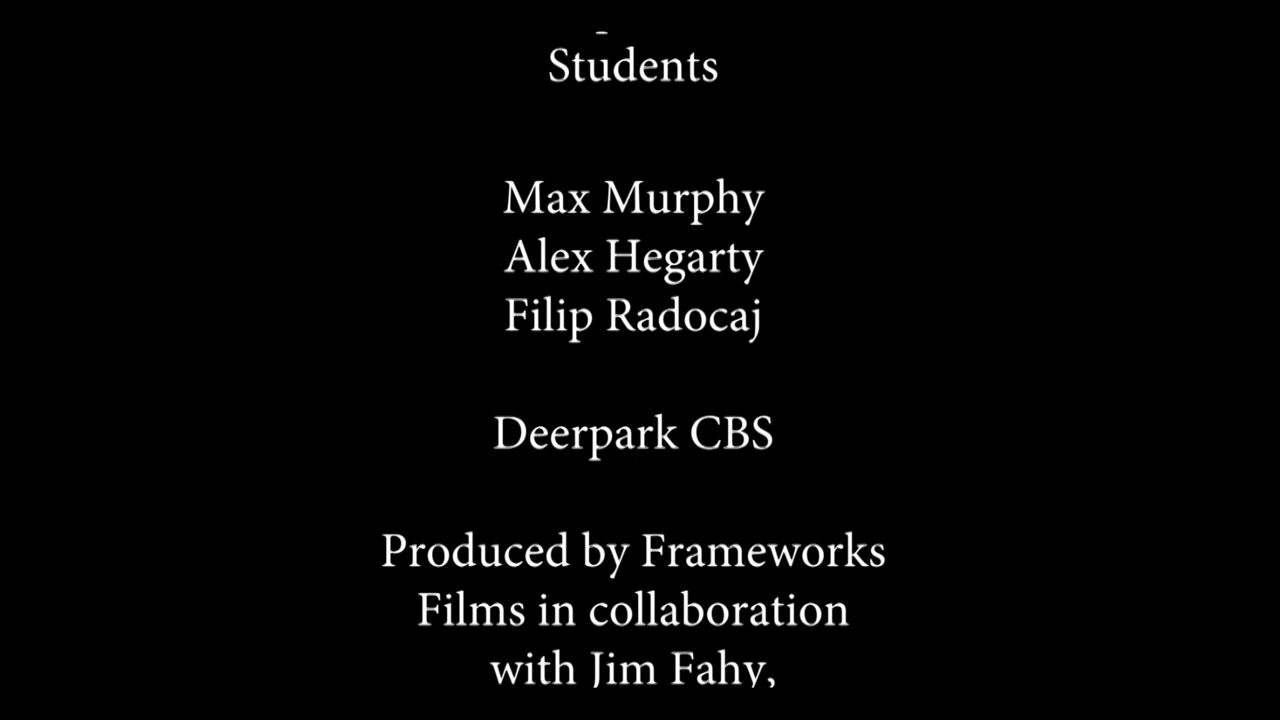 Students
Max Murphy
Alex Hegarty
Filip Radocaj
Deerpark CBS
Produced by Frameworks
Films in collaboration
with Jim Fahy,